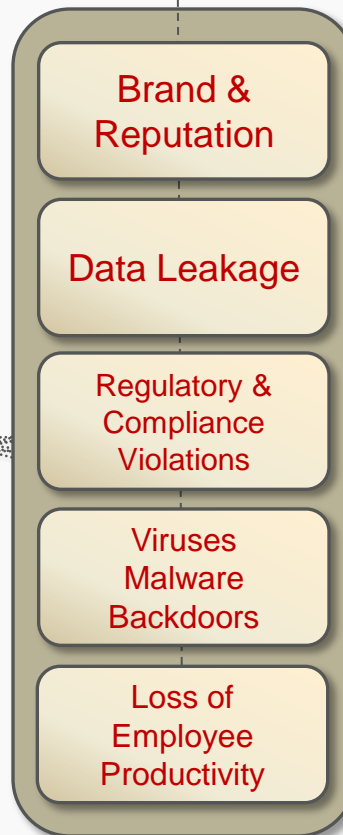 Brand &
Reputation
Data Leakage
Regulatory &
Compliance
Violations
Viruses
Malware
Backdoors
Loss of
Employee
Productivity